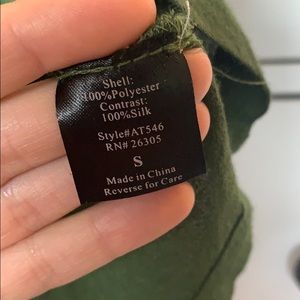 Shell:
100%Polyester
Contrast:
100%Silk
Style#AT546
RN# 26305
S
Made in China
Reverse for Care